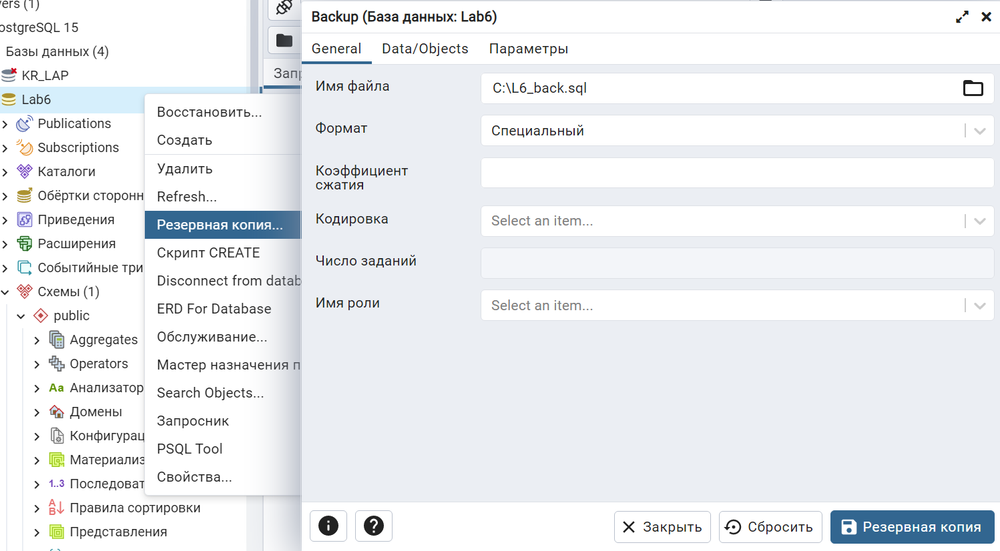 vers (1)
ostgreSQL 15
Базы данных (4)
KR_LAP
Lab6
Publications
Subscriptions
Каталоги
Обёртки сторонн
Приведения
Расширения
Событийные три
Схемы (1)
public
Aggregates
Operators
Aa Анализатор
Домены
Конфигурац
Материализ
1..3 Последоват
Правила сортировки
Представления
Запр
Восстановить...
Создать
Удалить
Refresh...
Резервная копия...
Скрипт CREATE
Disconnect from datab
ERD For Database
Обслуживание...
Мастер назначения п
Search Objects...
Запросник
PSQL Tool
Свойства...
Backup (База данных: Lab6)
General Data/Objects Параметры
Имя файла C:\L6_back.sql
Формат Специальный
Коэффициент
сжатия
Кодировка Select an item...
Число заданий
Имя роли Select an item...
Закрыть Сбросить Резервная копия